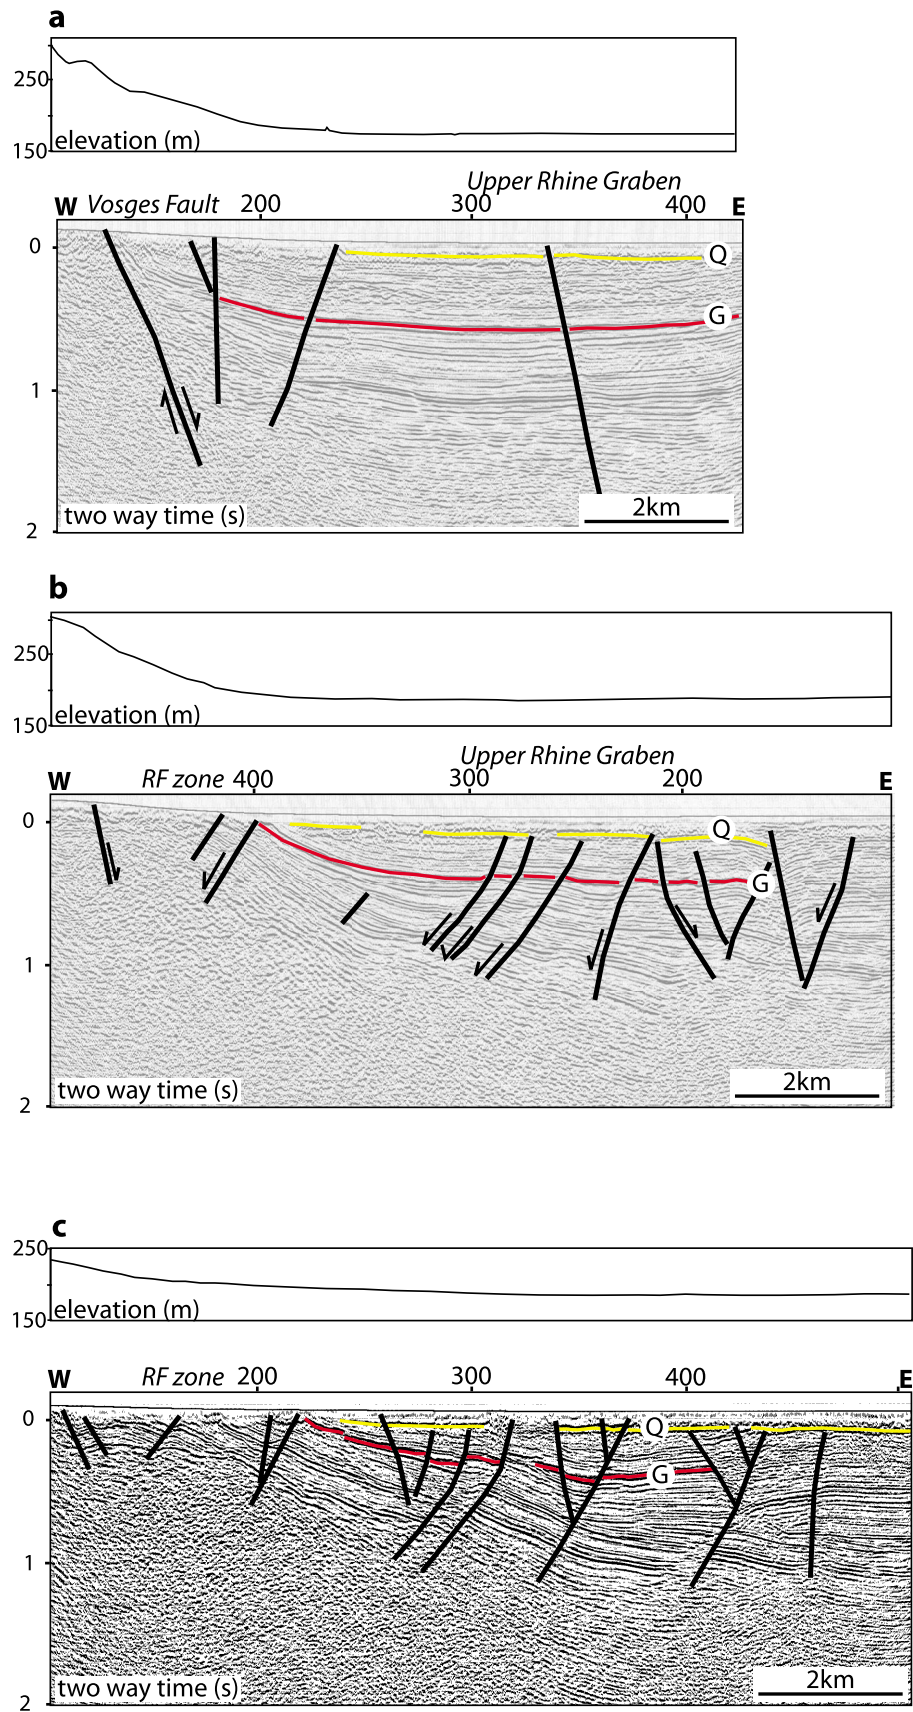 a
250
150
elevation (m)
Upper Rhine Graben
W Vosges Fault 200 300 400 E
0
Q
G
1
2km
two way time (s)
2
b
250
150
elevation (m)
Upper Rhine Graben
W RF zone 400 300 200 E
0
Q
G
1
2km
two way time (s)
2
c
250
150
elevation (m)
W RF zone 200 300 400 E
0
Q
G
1
2km
two way time (s)
2